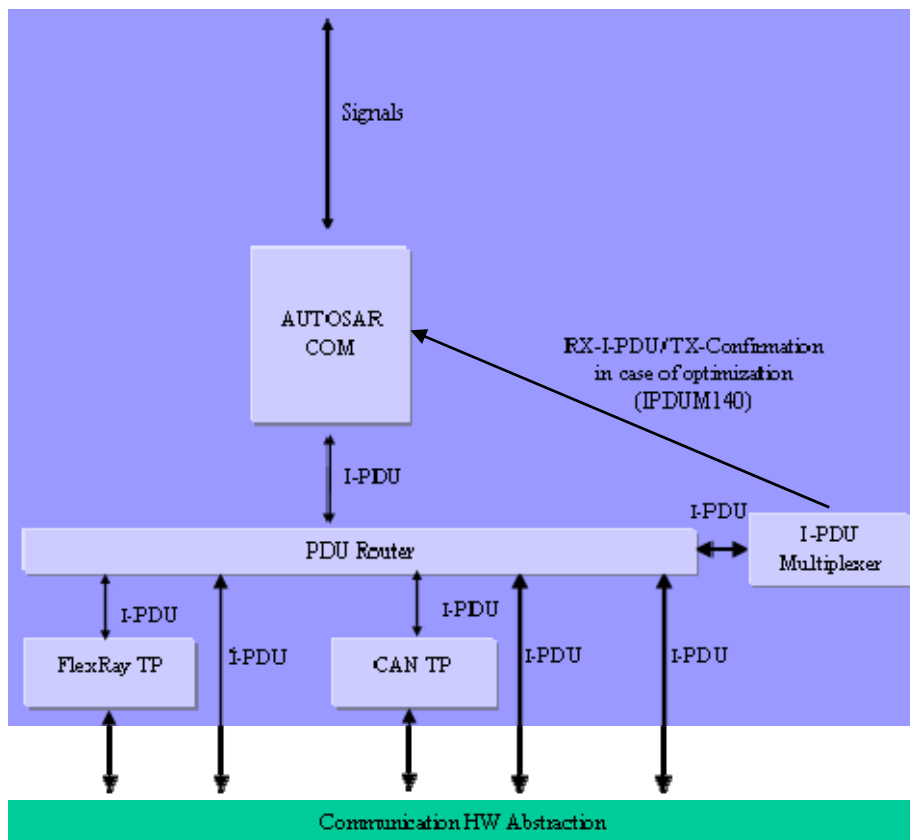 Signals
AUTOSAR
COM
RX-I-PDU/TX-Confirmation
in case of optimization
(IPDUM140)
I-PDU
I-PDU
PDU Router
I-PDU
Multiplexer
I-PDU
I-PDU
FlexRay TP
I-PDU
CAN TP
I-PDU
I-PDU
Communication HW Abstraction